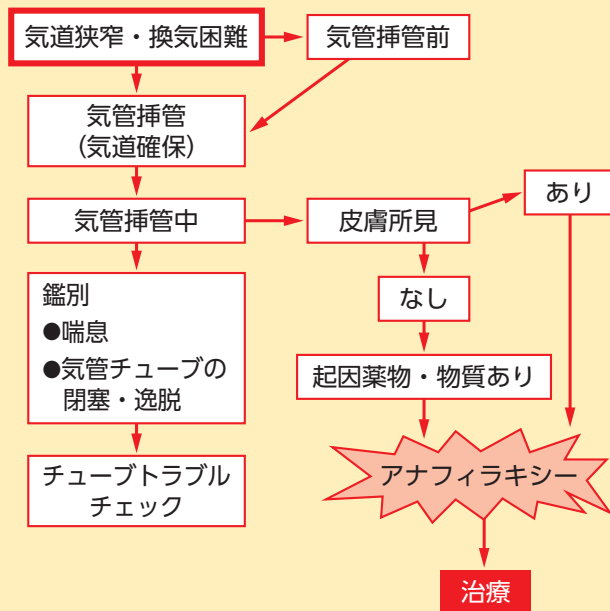 気道狭窄・換気困難
気管挿管前
気管挿管
(気道確保)
気管挿管中
皮膚所見
あり
なし
鑑別
●喘息
●気管チューブの
閉塞・逸脱
起因薬物・物質あり
チューブトラブル
チェック
アナフィラキシー
治療